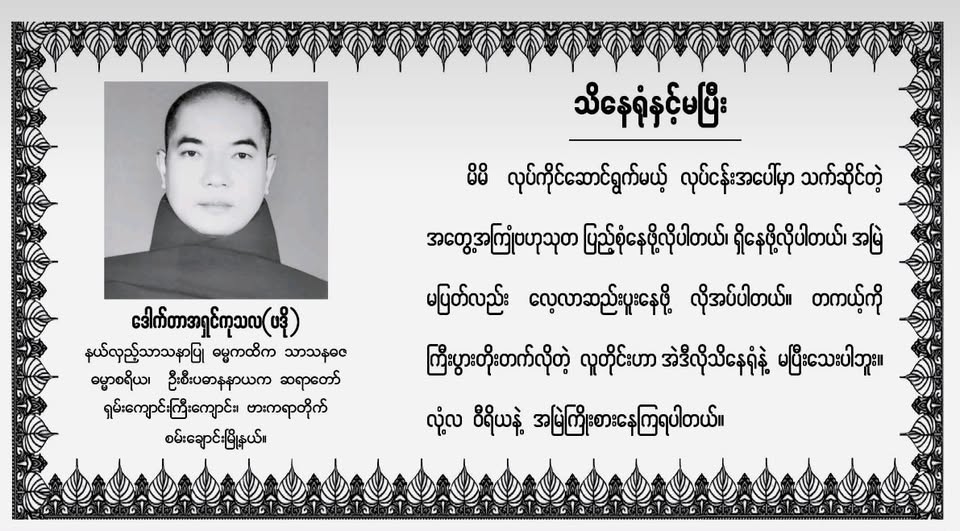 သိနေရုံနှင့်မပြီး
မိမိ လုပ်ကိုင်ဆောင်ရွက်မယ့် လုပ်ငန်းအပေါ်မှာ သက်ဆိုင်တဲ့
အတွေ့အကြုံဗဟုသုတ ပြည့်စုံနေဖို့လိုပါတယ်၊ ရှိနေဖို့လိုပါတယ်၊ အမြဲ
မပြတ်လည်း လေ့လာဆည်းပူးနေဖို့ လိုအပ်ပါတယ်။ တကယ့်ကို
ကြီးပွားတိုးတက်လိုတဲ့ လူတိုင်းဟာ အဲဒီလိုသိနေရုံနဲ့ မပြီးသေးပါဘူး။
လုံ့လ ဝီရိယနဲ့ အမြဲကြိုးစားနေကြရပါတယ်။
ဒေါက်တာအရှင်ကုသလ(ပဒို)
နယ်လှည့်သာသနာပြု ဓမ္မကထိက သာသနဓဇ
ဓမ္မာစရိယ၊ ဦးစီးပဓာနနာယက ဆရာတော်
ရှမ်းကျောင်းကြီးကျောင်း၊ ဗားကရာတိုက်
စမ်းချောင်းမြို့နယ်။